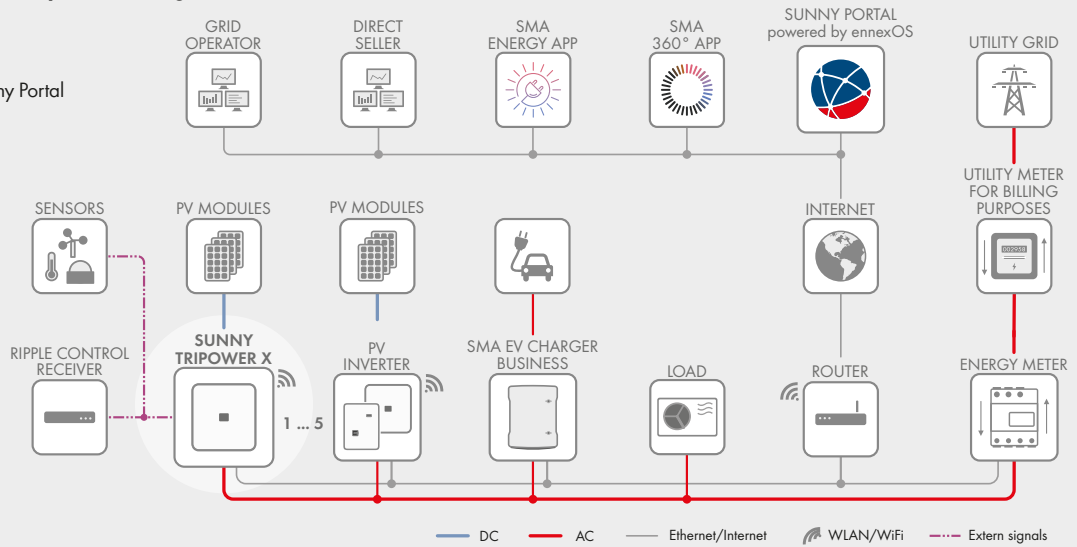 GRID
OPERATOR
DIRECT
SELLER
SMA
ENERGY APP
SMA
360° APP
SUNNY PORTAL
powered by ennexOS
UTILITY GRID
ny Portal
SENSORS
PV MODULES
PV MODULES
INTERNET
UTILITY METER
FOR BILLING
PURPOSES
RIPPLE CONTROL
RECEIVER
SUNNY
TRIPOWER X
1 ... 5
PV
INVERTER
SMA EV CHARGER
BUSINESS
LOAD
ROUTER
ENERGY METER
DC
AC
Ethernet/Internet
WLAN/WiFi
Extern signals